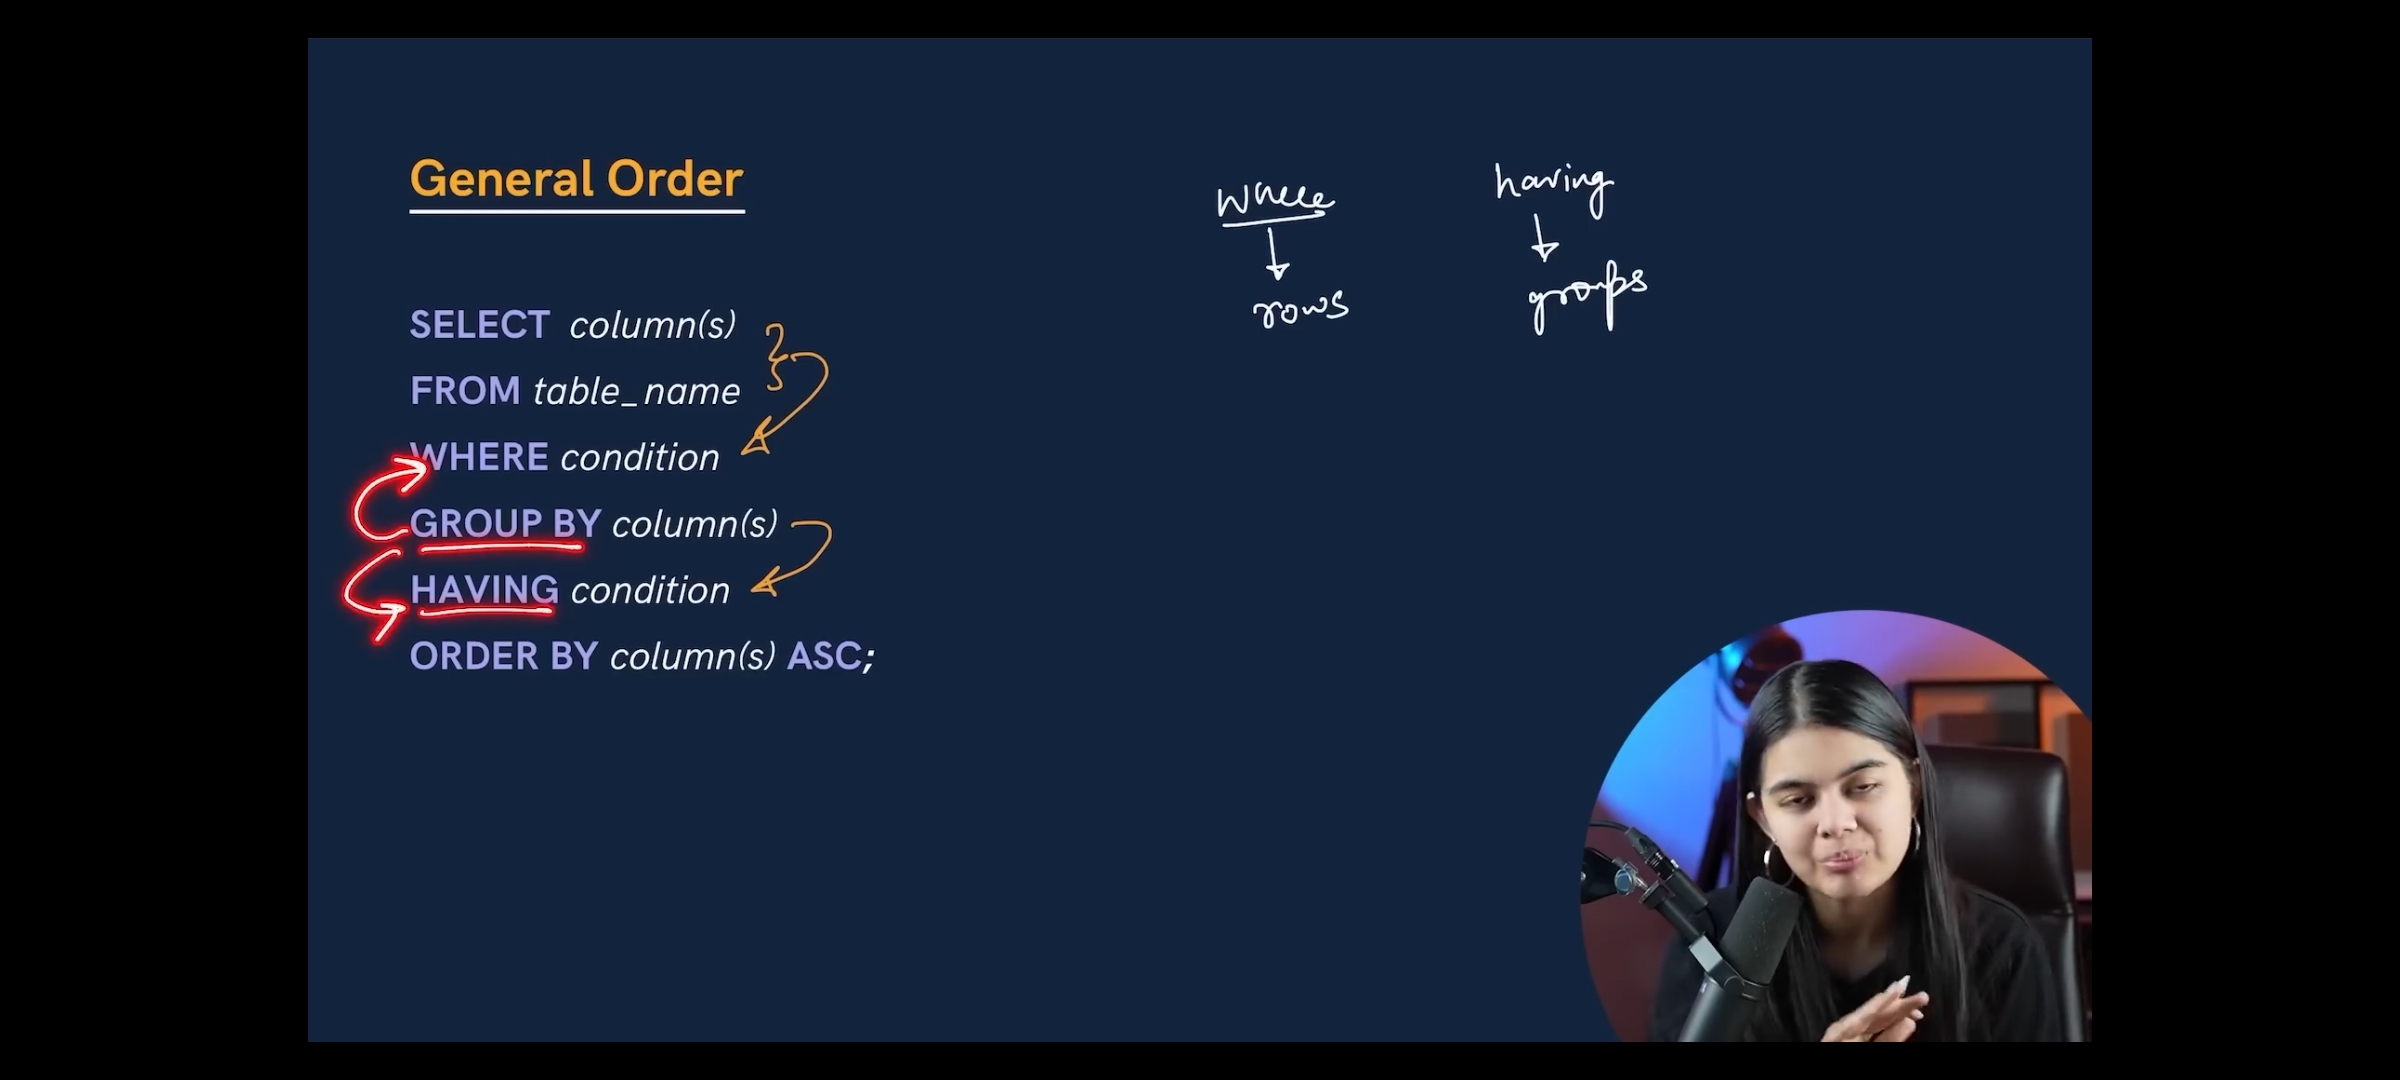 General Order
SELECT column(s)
FROM table_name
WHERE condition
GROUP BY column(s)
HAVING condition
ORDER BY column(s) ASC;
where
rows
having
groups